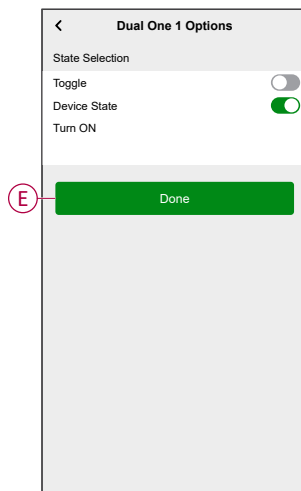 Dual One 1 Options
State Selection
Toggle
Device State
Turn ON
E
Done